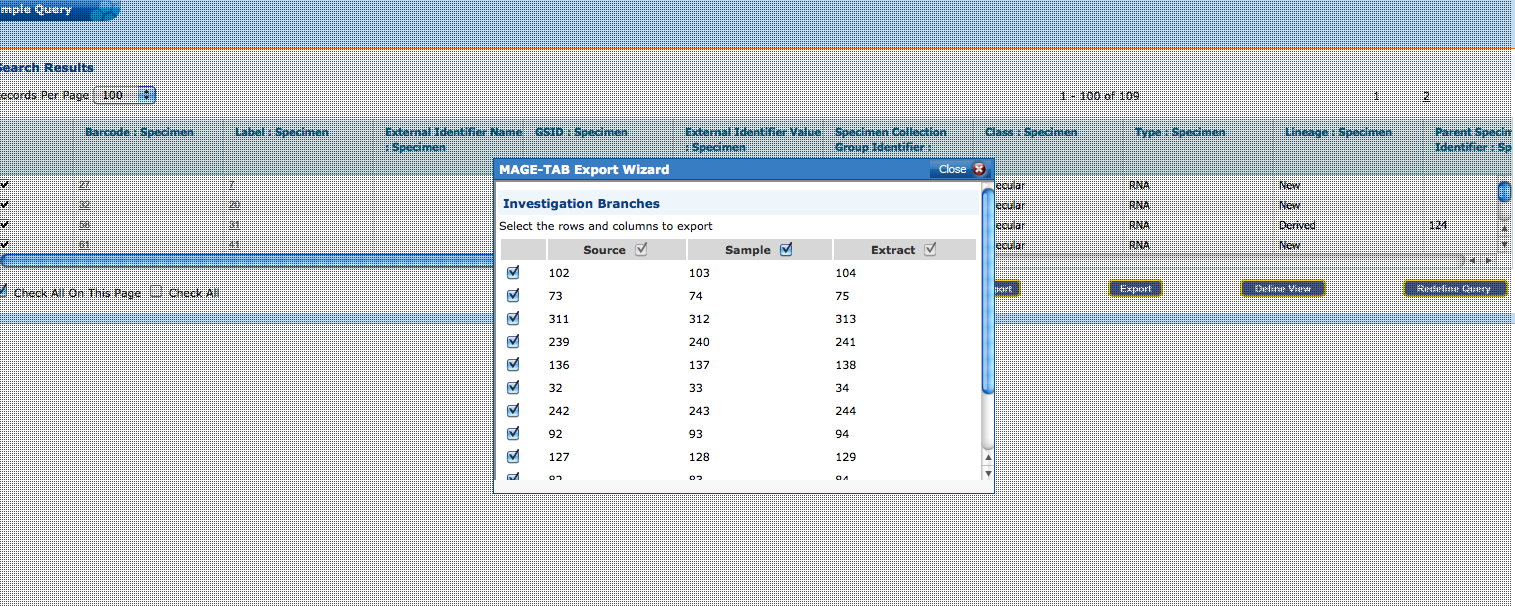 mple Query
Search Results
ecords Per Page 100 1 - 100 of 109 1 2
Barcode : Specimen Label : Specimen External Identifier Name : Specimen GSID : Specimen External Identifier Value : Specimen Specimen Collection Group Identifier : Class : Specimen Type : Specimen Lineage : Specimen Parent Specim Identifier : Sp
27 7 ecular RNA New
32 20 ecular RNA New
58 31 ecular RNA Derived 124
61 41 ecular RNA New
Check All On This Page Check All port Export Define View Redefine Query
MAGE-TAB Export Wizard Close
Investigation Branches
Select the rows and columns to export
Source Sample Extract
102 103 104
73 74 75
311 312 313
239 240 241
136 137 138
32 33 34
242 243 244
92 93 94
127 128 129
82 83 84